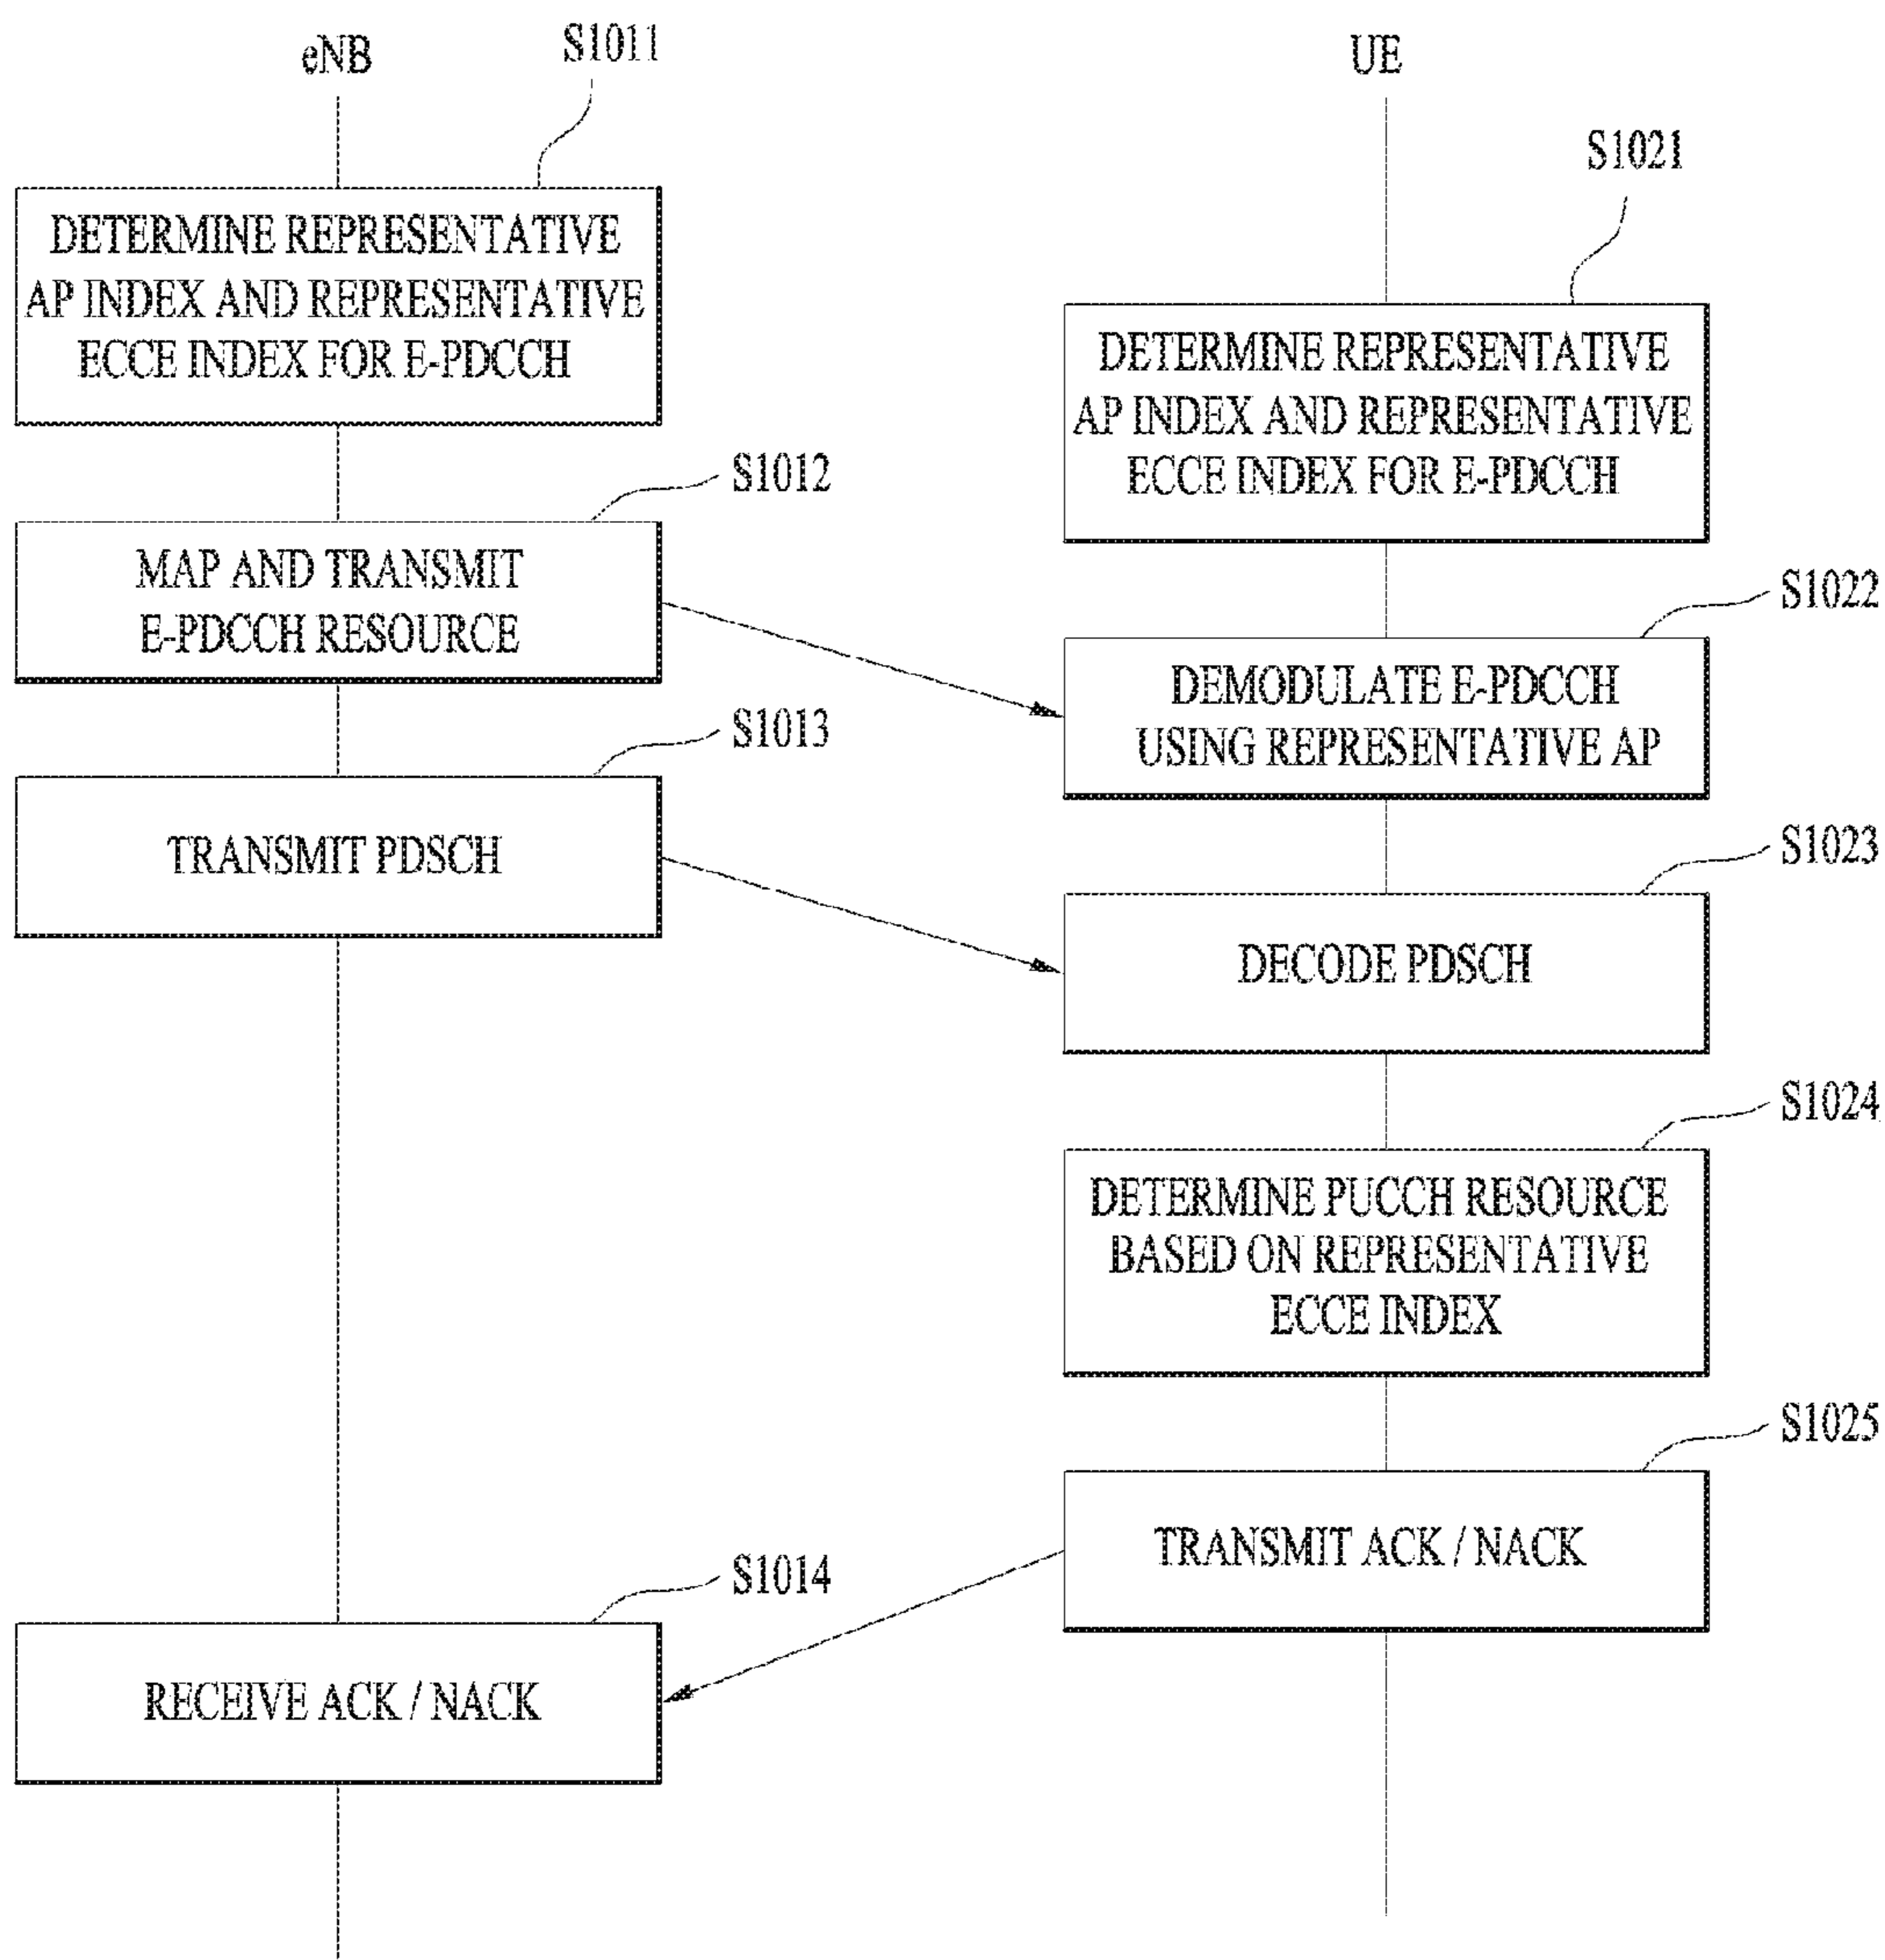 eNB
S1011
UE
S1021
DETERMINE REPRESENTATIVE
AP INDEX AND REPRESENTATIVE
ECCE INDEX FOR E-PDCCH
DETERMINE REPRESENTATIVE
AP INDEX AND REPRESENTATIVE
ECCE INDEX FOR E-PDCCH
S1012
MAP AND TRANSMIT
E-PDCCH RESOURCE
S1022
DEMODULATE E-PDCCH
USING REPRESENTATIVE AP
S1013
TRANSMIT PDSCH
S1023
DECODE PDSCH
S1024
DETERMINE PUCCH RESOURCE
BASED ON REPRESENTATIVE
ECCE INDEX
S1025
TRANSMIT ACK / NACK
S1014
RECEIVE ACK / NACK